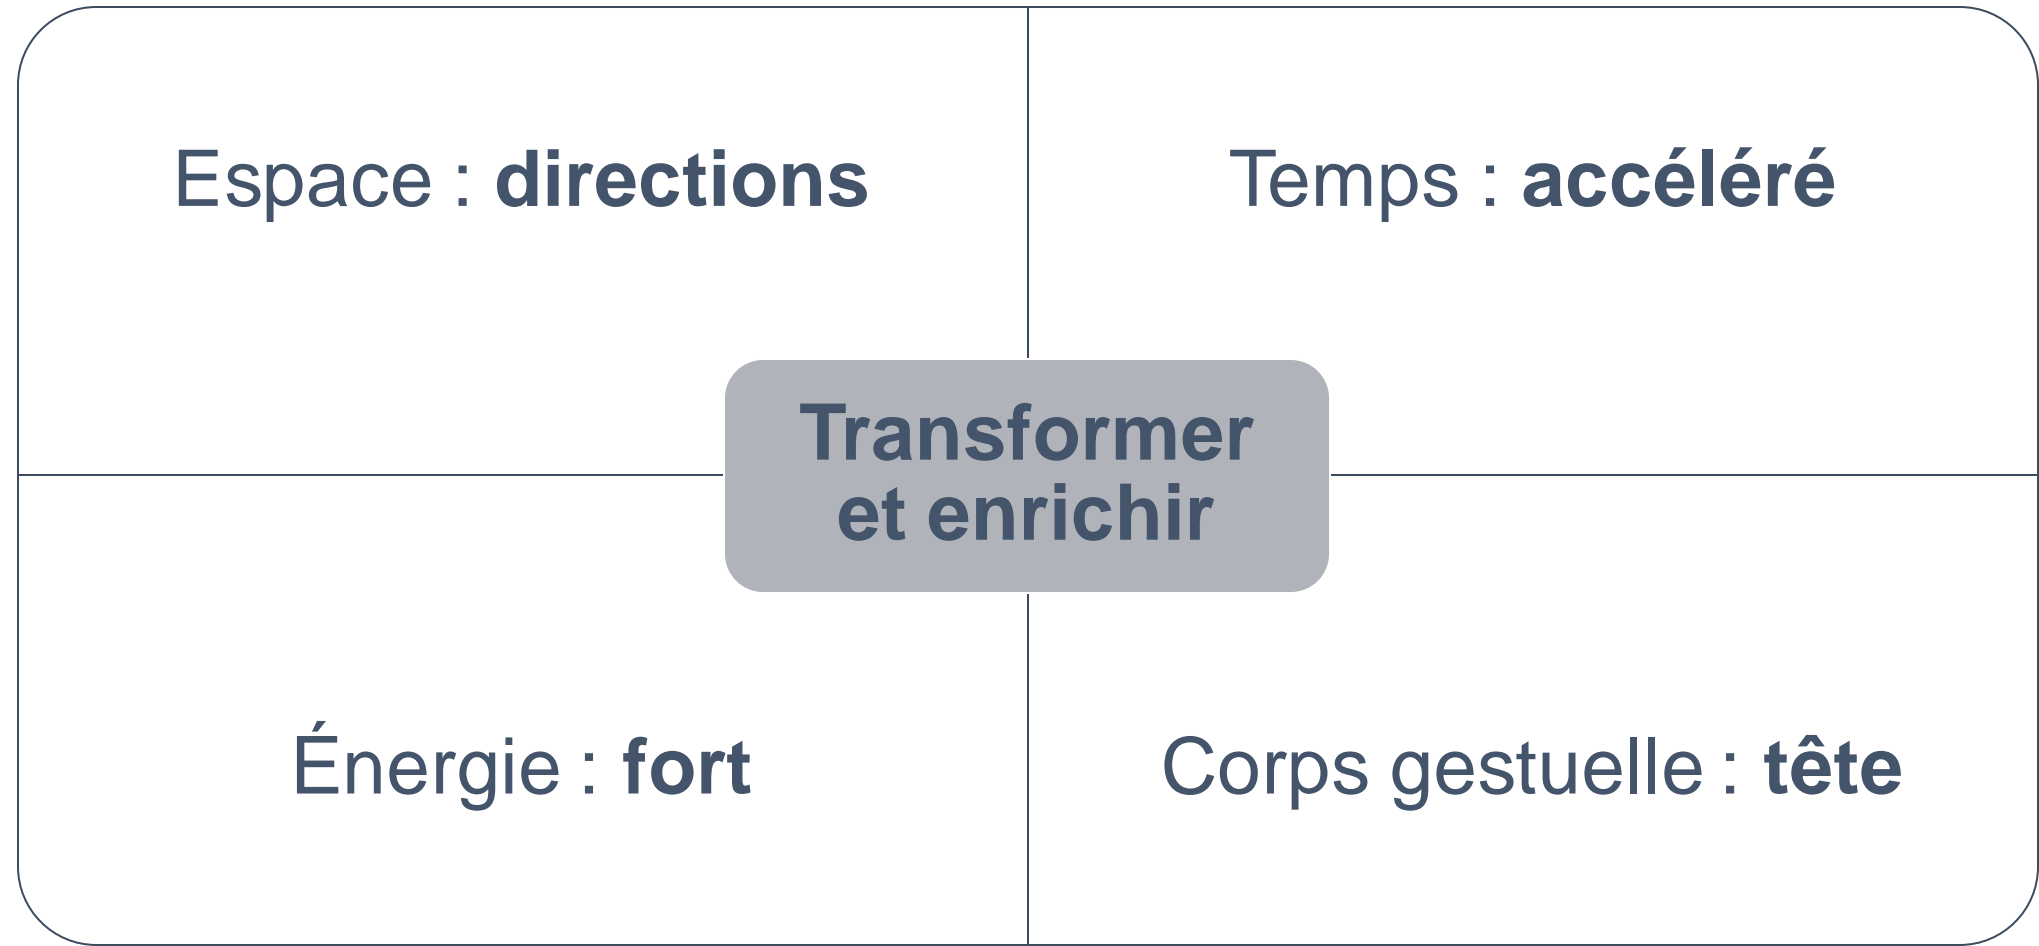 Espace : directions
Temps : accéléré
Transformer
et enrichir
Énergie : fort
Corps gestuelle : tête